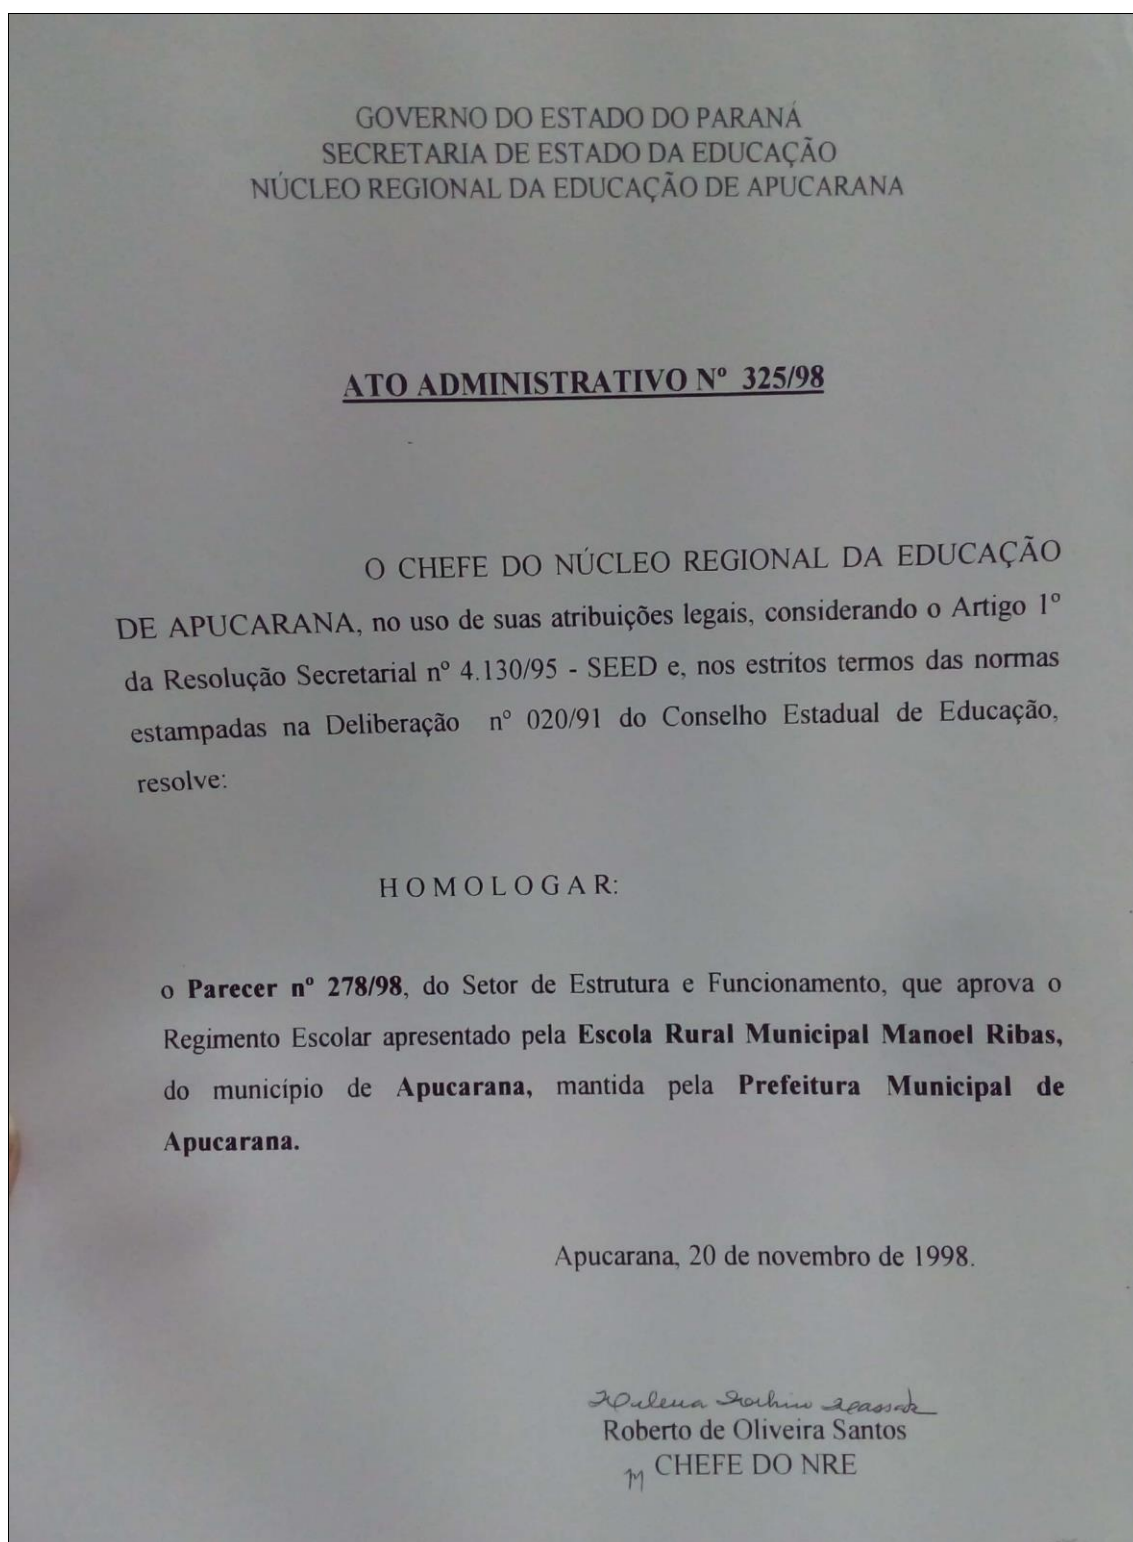 GOVERNO DO ESTADO DO PARANÁ
SECRETARIA DE ESTADO DA EDUCAÇÃO
NÚCLEO REGIONAL DA EDUCAÇÃO DE APUCARANA
ATO ADMINISTRATIVO Nº 325/98
O CHEFE DO NÚCLEO REGIONAL DA EDUCAÇÃO
DE APUCARANA, no uso de suas atribuições legais, considerando o Artigo 1º
da Resolução Secretarial nº 4.130/95 - SEED e, nos estritos termos das normas
estampadas na Deliberação nº 020/91 do Conselho Estadual de Educação,
resolve:
H O M O L O G A R:
o Parecer nº 278/98, do Setor de Estrutura e Funcionamento, que aprova o
Regimento Escolar apresentado pela Escola Rural Municipal Manoel Ribas,
do município de Apucarana, mantida pela Prefeitura Municipal de
Apucarana.
Apucarana, 20 de novembro de 1998.
Roberto de Oliveira Santos
CHEFE DO NRE